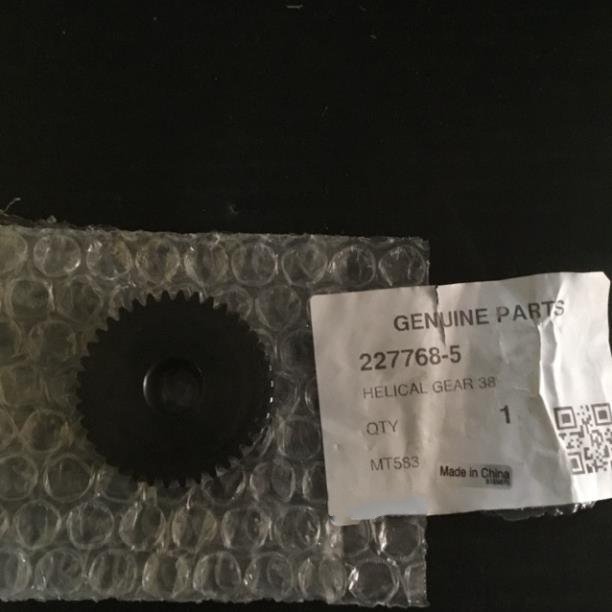 GENUINE PARTS
227768-5
HELICAL GEAR 38
QTY 1
MT583 Made in China